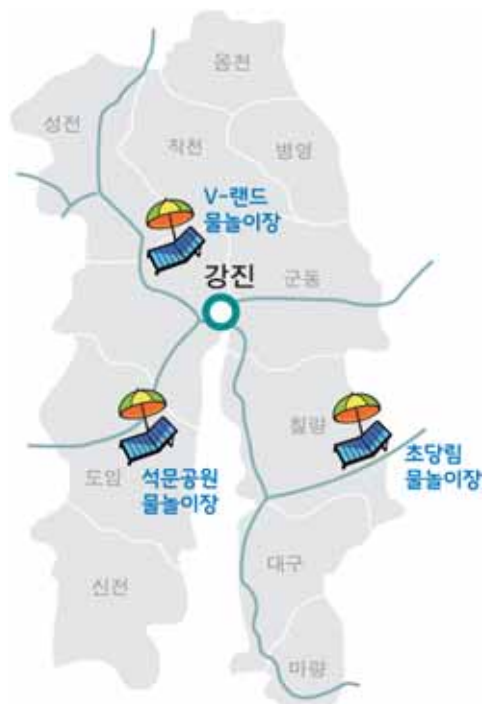 옴천
성전
작천
병영
V-랜드
물놀이장
강진
군동
칠량
초당림
물놀이장
도암
석문공원
물놀이장
대구
신전
마량